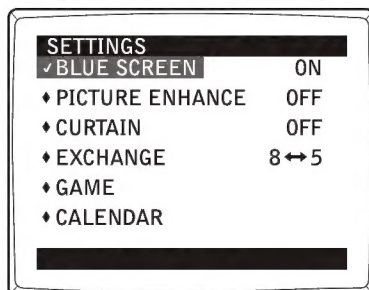 SETTINGS
✓BLUE SCREEN ON
♦ PICTURE ENHANCE OFF
♦ CURTAIN OFF
♦ EXCHANGE 8↔5
♦ GAME
♦ CALENDAR